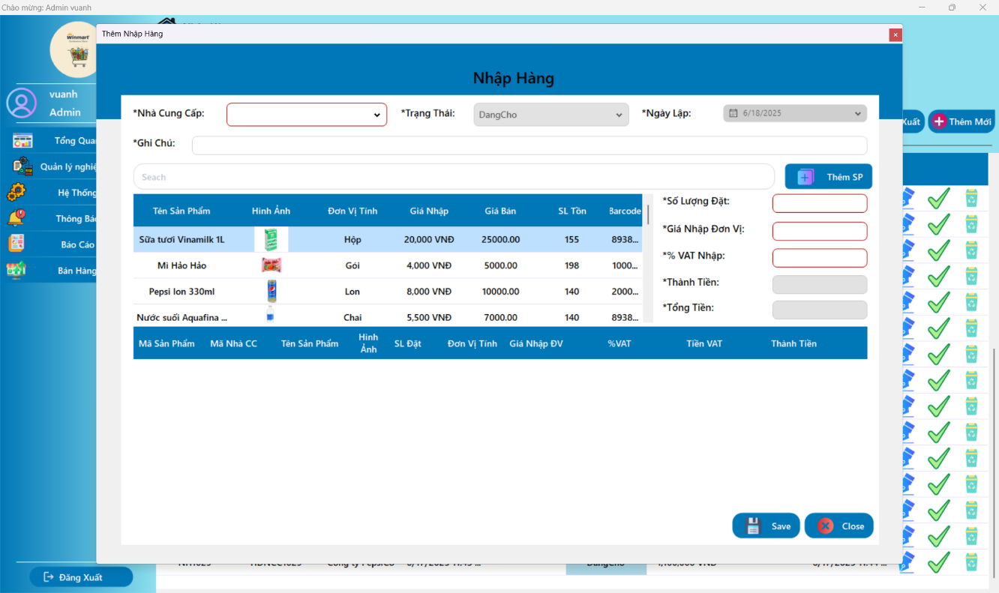 Chào mừng: Admin vuanh
Winmart
Thêm Nhập Hàng
vuanh
Admin
Tổng Qua
Quản lý nghiệ
Hệ Thống
Thông Bá
Báo Cáo
Bán Hàng
Đăng Xuất
Nhập Hàng
*Nhà Cung Cấp:
*Trạng Thái: DangCho
*Ngày Lập: 6/18/2025
*Ghi Chú:
Seach
Thêm SP
Xuất
Thêm Mới
Tên Sản Phẩm Hình Ảnh Đơn Vị Tính Giá Nhập Giá Bán SL Tồn Barcode
Sữa tươi Vinamilk 1L Hộp 20,000 VNĐ 25000.00 155 8938...
Mì Hảo Hảo Gói 4,000 VNĐ 5000.00 198 1000...
Pepsi lon 330ml Lon 8,000 VNĐ 10000.00 140 2000...
Nước suối Aquafina ... Chai 5,500 VNĐ 7000.00 140 8938...
*Số Lượng Đặt:
*Giá Nhập Đơn Vị:
*% VAT Nhập:
*Thành Tiền:
*Tổng Tiền:
Mã Sản Phẩm Mã Nhà CC Tên Sản Phẩm Hình Ảnh SL Đặt Đơn Vị Tính Giá Nhập ĐV %VAT Tiền VAT Thành Tiền
Save
Close